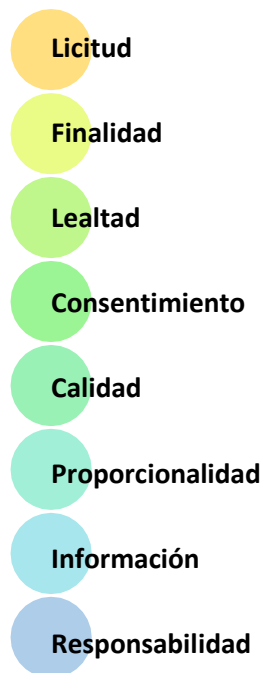 Licitud
Finalidad
Lealtad
Consentimiento
Calidad
Proporcionalidad
Información
Responsabilidad